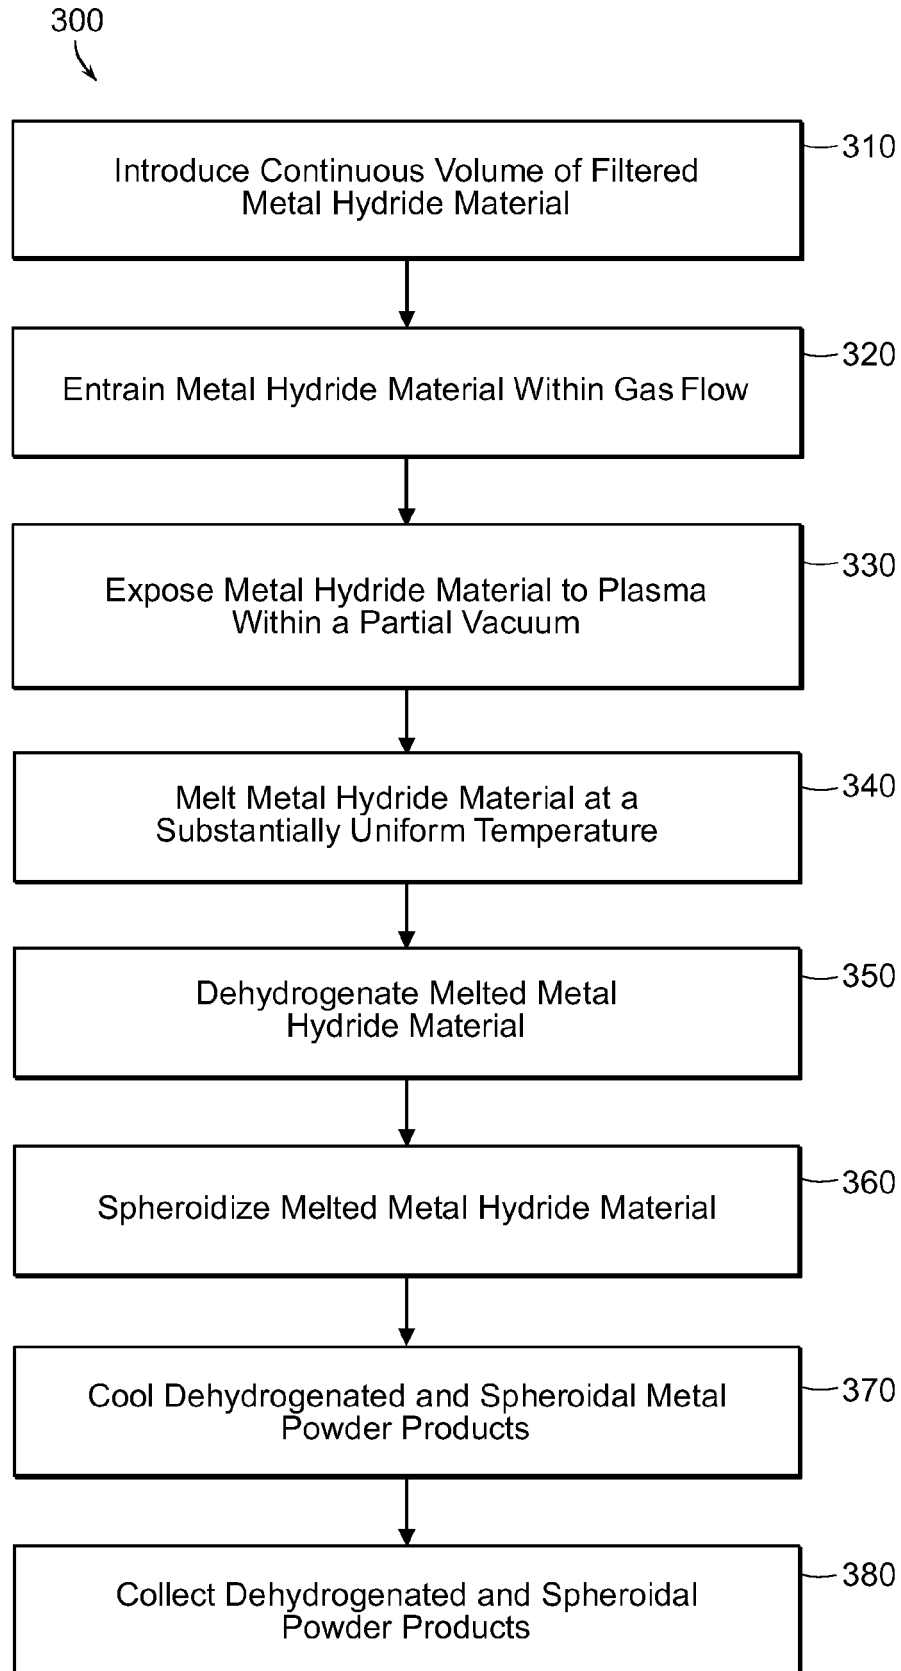 300
310
Introduce Continuous Volume of Filtered
Metal Hydride Material
320
Entrain Metal Hydride Material Within Gas Flow
330
Expose Metal Hydride Material to Plasma
Within a Partial Vacuum
340
Melt Metal Hydride Material at a
Substantially Uniform Temperature
350
Dehydrogenate Melted Metal
Hydride Material
360
Spheroidize Melted Metal Hydride Material
370
Cool Dehydrogenated and Spheroidal Metal
Powder Products
380
Collect Dehydrogenated and Spheroidal
Powder Products